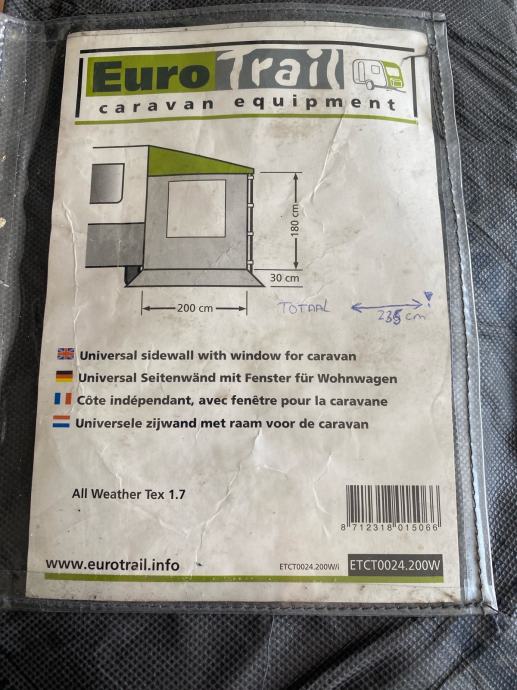 EuroTrail
caravan equipment
180 cm
30 cm
200 cm
TOTAAL
235 cm
Universal sidewall with window for caravan
Universal Seitenwänd mit Fenster für Wohnwagen
Côte indépendant, avec fenêtre pour la caravane
Universele zijwand met raam voor de caravan
All Weather Tex 1.7
8 712318 015066
www.eurotrail.info
ETCT0024.200W/i
ETCT0024.200W